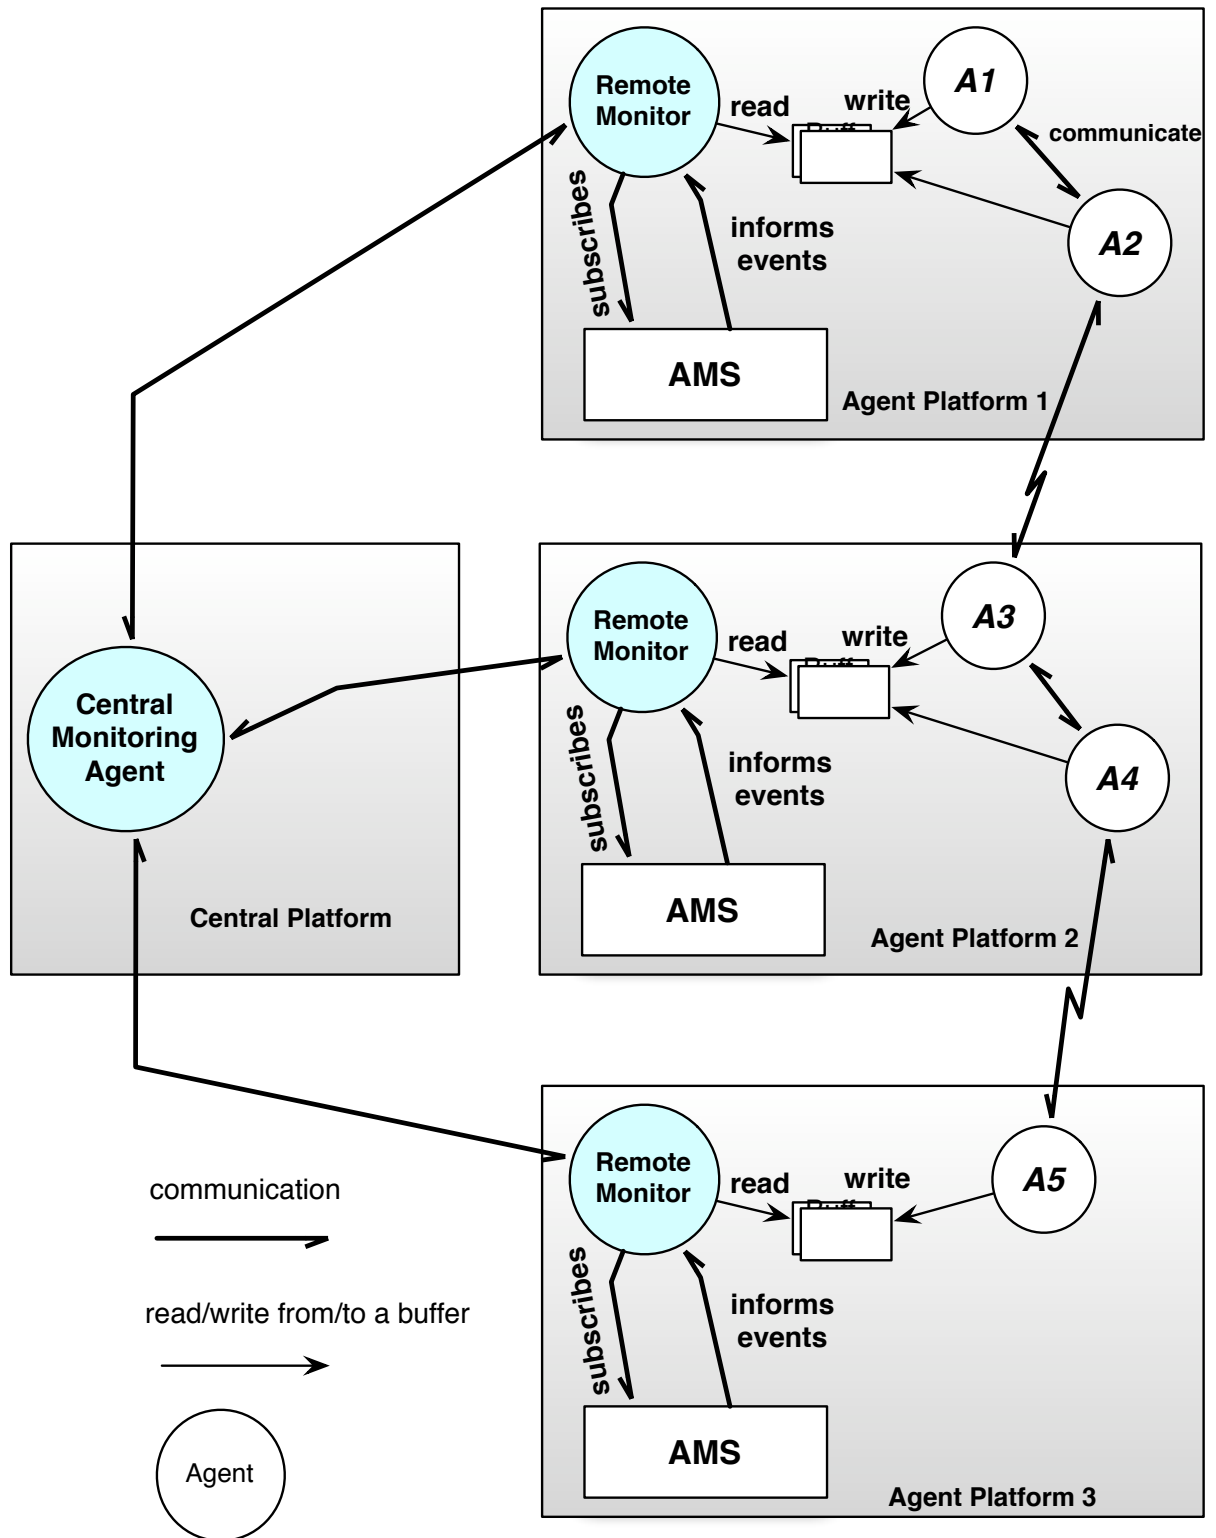 Remote
Monitor
read
write
A1
communicate
subscribes
informs
events
A2
AMS
Agent Platform 1
Central
Monitoring
Agent
Central Platform
Remote
Monitor
read
write
A3
subscribes
informs
events
A4
AMS
Agent Platform 2
Remote
Monitor
read
write
A5
subscribes
informs
events
AMS
Agent Platform 3
communication
read/write from/to a buffer
Agent